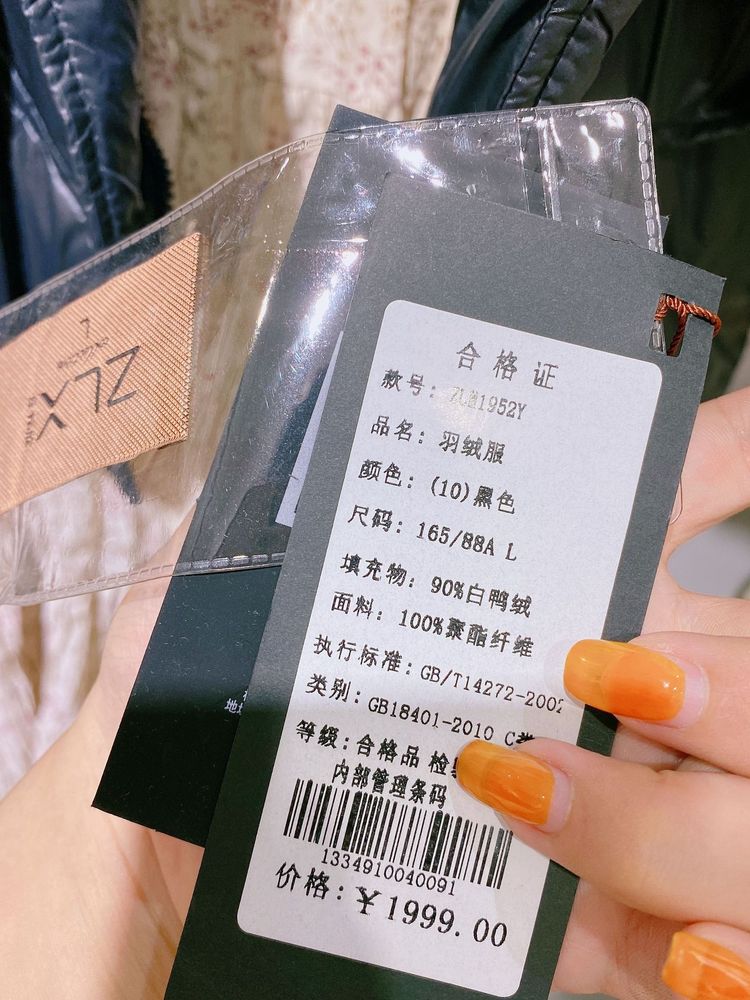 合格证
款号: ZLB1952Y
品名: 羽绒服
颜色: (10)黑色
尺码: 165/88A L
填充物: 90%白鸭绒
面料: 100%聚酯纤维
执行标准: GB/T14272-2002
类别: GB18401-2010 C类
等级: 合格品 检
内部管理条码
1334910040091
价格: ¥1999.00
ZLX